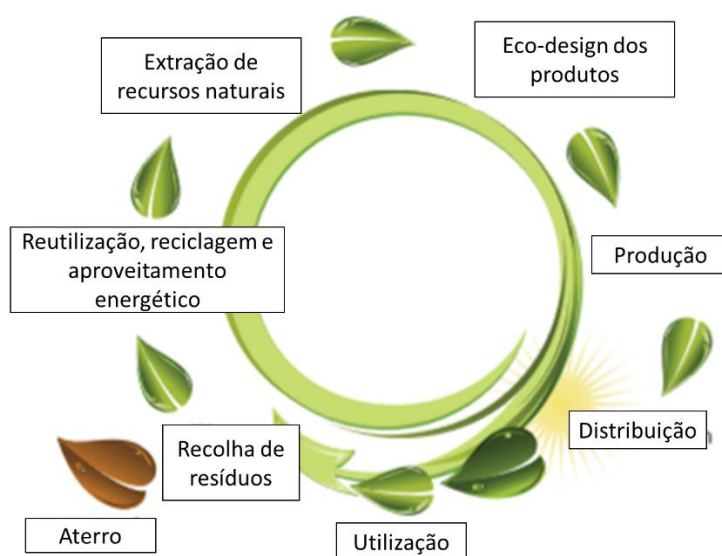 Extração de
recursos naturais
Eco-design dos
produtos
Produção
Distribuição
Utilização
Recolha de
resíduos
Aterro
Reutilização, reciclagem e
aproveitamento
energético